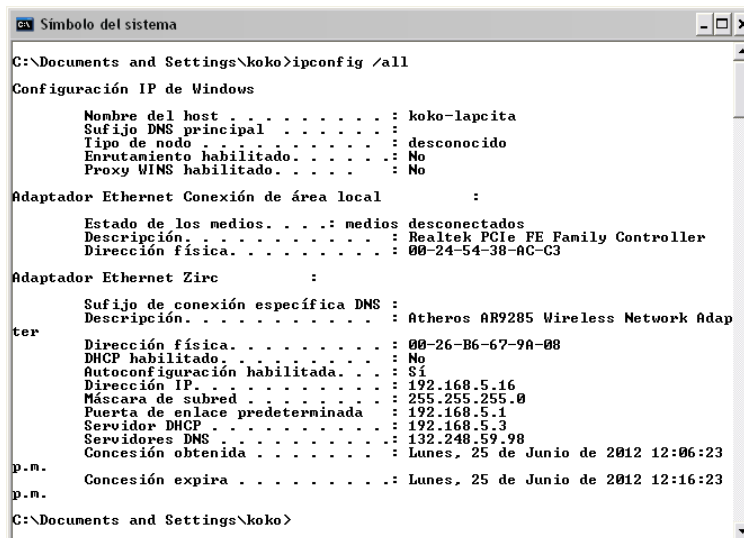 Símbolo del sistema
C:\Documents and Settings\koko>ipconfig /all
Configuración IP de Windows
Nombre del host . . . . . . . . . : koko-lapcita
Sufijo DNS principal . . . . . . :
Tipo de nodo . . . . . . . . . . : desconocido
Enrutamiento habilitado. . . . . .: No
Proxy WINS habilitado. . . . . : No
Adaptador Ethernet Conexión de área local :
Estado de los medios. . . .: medios desconectados
Descripción. . . . . . . . . . . : Realtek PCIe FE Family Controller
Dirección física. . . . . . . . . : 00-24-54-38-AC-C3
Adaptador Ethernet Zirc :
Sufijo de conexión específica DNS :
Descripción. . . . . . . . . . . : Atheros AR9285 Wireless Network Adap
ter
Dirección física. . . . . . . . . : 00-26-B6-67-9A-08
DHCP habilitado. . . . . . . . . : No
Autoconfiguración habilitada. . . : Sí
Dirección IP. . . . . . . . . . . : 192.168.5.16
Máscara de subred . . . . . . . . : 255.255.255.0
Puerta de enlace predeterminada : 192.168.5.1
Servidor DHCP . . . . . . . . . . : 192.168.5.3
Servidores DNS . . . . . . . . . .: 132.248.59.98
Concesión obtenida . . . . . . . : Lunes, 25 de Junio de 2012 12:06:23
p.m.
Concesión expira . . . . . . . . .: Lunes, 25 de Junio de 2012 12:16:23
p.m.
C:\Documents and Settings\koko>